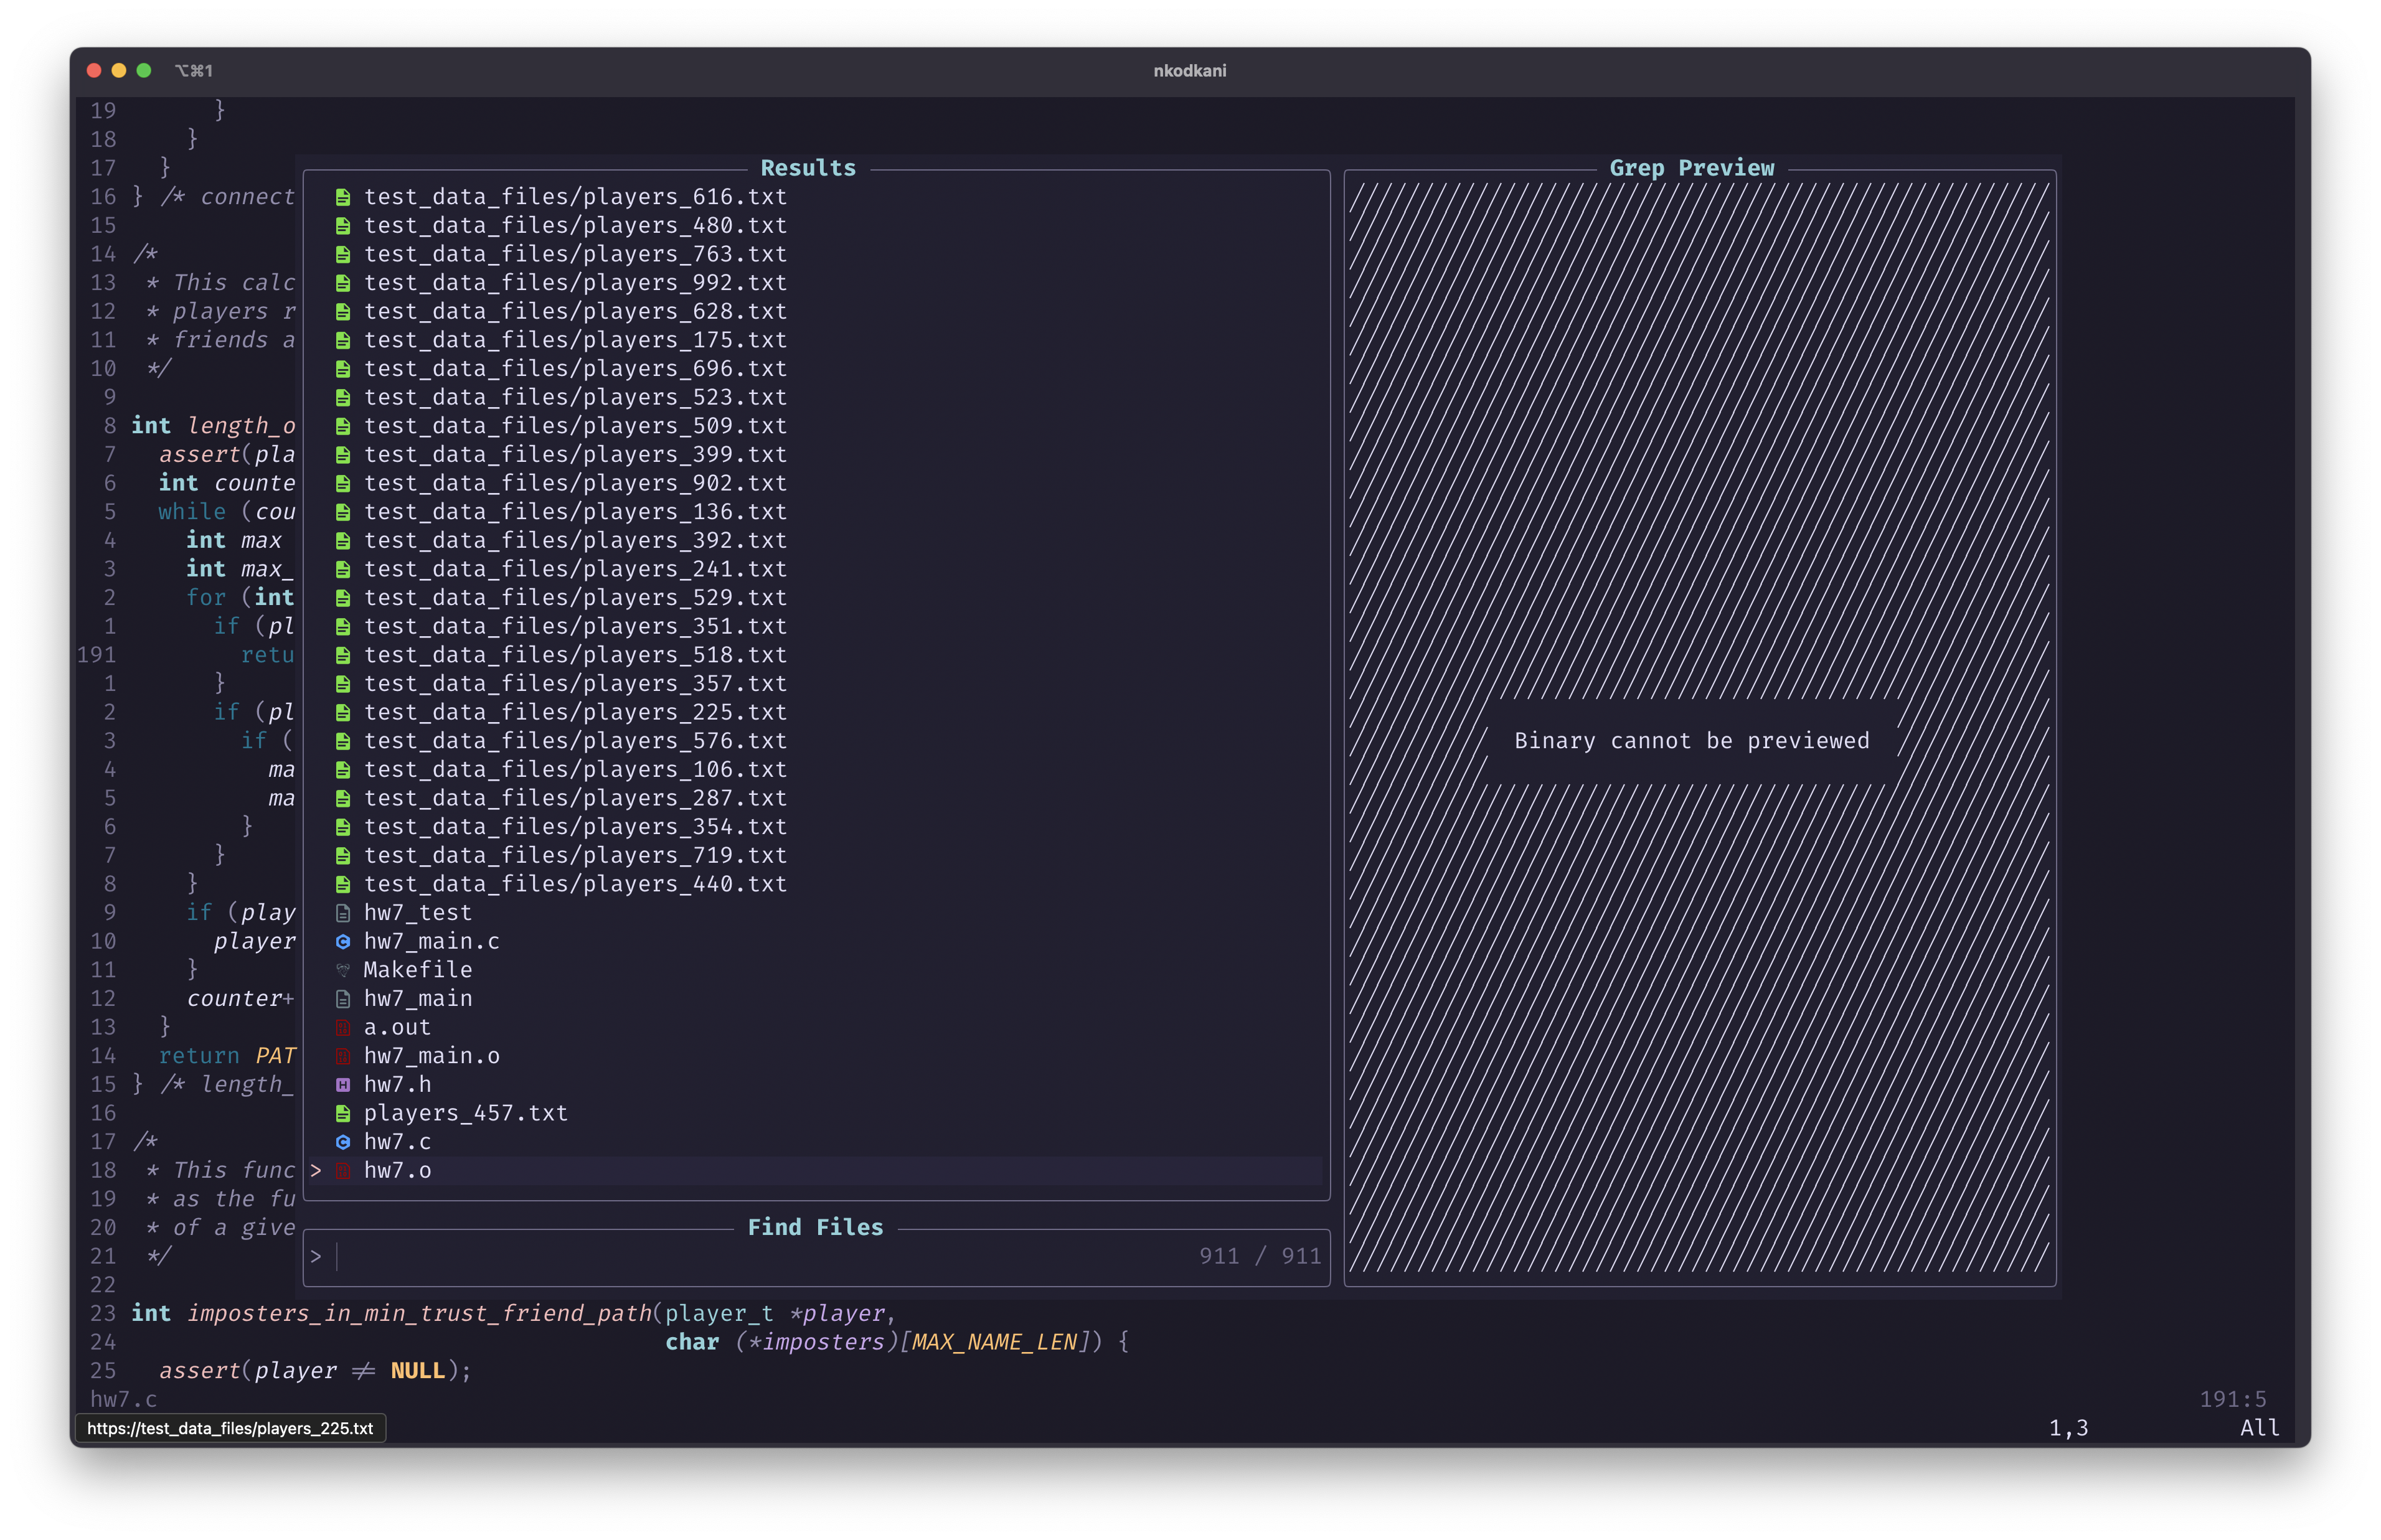 ⌥⌘1
nkodkani
19 }
18 }
17 }
16 } /* connect
15
14 /*
13 * This calc
12 * players r
11 * friends a
10 */
9
8 int length_o
7 assert(pla
6 int counte
5 while (cou
4 int max
3 int max_
2 for (int
1 if (pl
191 retu
1 }
2 if (pl
3 if (
4 ma
5 ma
6 }
7 }
8 }
9 if (play
10 player
11 }
12 counter+
13 }
14 return PAT
15 } /* length_
16
17 /*
18 * This func
19 * as the fu
20 * of a give
21 */
22
23 int imposters_in_min_trust_friend_path(player_t *player,
24 char (*imposters)[MAX_NAME_LEN]) {
25 assert(player ≠ NULL);
Results
test_data_files/players_616.txt
test_data_files/players_480.txt
test_data_files/players_763.txt
test_data_files/players_992.txt
test_data_files/players_628.txt
test_data_files/players_175.txt
test_data_files/players_696.txt
test_data_files/players_523.txt
test_data_files/players_509.txt
test_data_files/players_399.txt
test_data_files/players_902.txt
test_data_files/players_136.txt
test_data_files/players_392.txt
test_data_files/players_241.txt
test_data_files/players_529.txt
test_data_files/players_351.txt
test_data_files/players_518.txt
test_data_files/players_357.txt
test_data_files/players_225.txt
test_data_files/players_576.txt
test_data_files/players_106.txt
test_data_files/players_287.txt
test_data_files/players_354.txt
test_data_files/players_719.txt
test_data_files/players_440.txt
hw7_test
hw7_main.c
Makefile
hw7_main
a.out
hw7_main.o
hw7.h
players_457.txt
hw7.c
> hw7.o
Find Files
> 911 / 911
Grep Preview
Binary cannot be previewed
hw7.c 191:5
https://test_data_files/players_225.txt
1,3 All